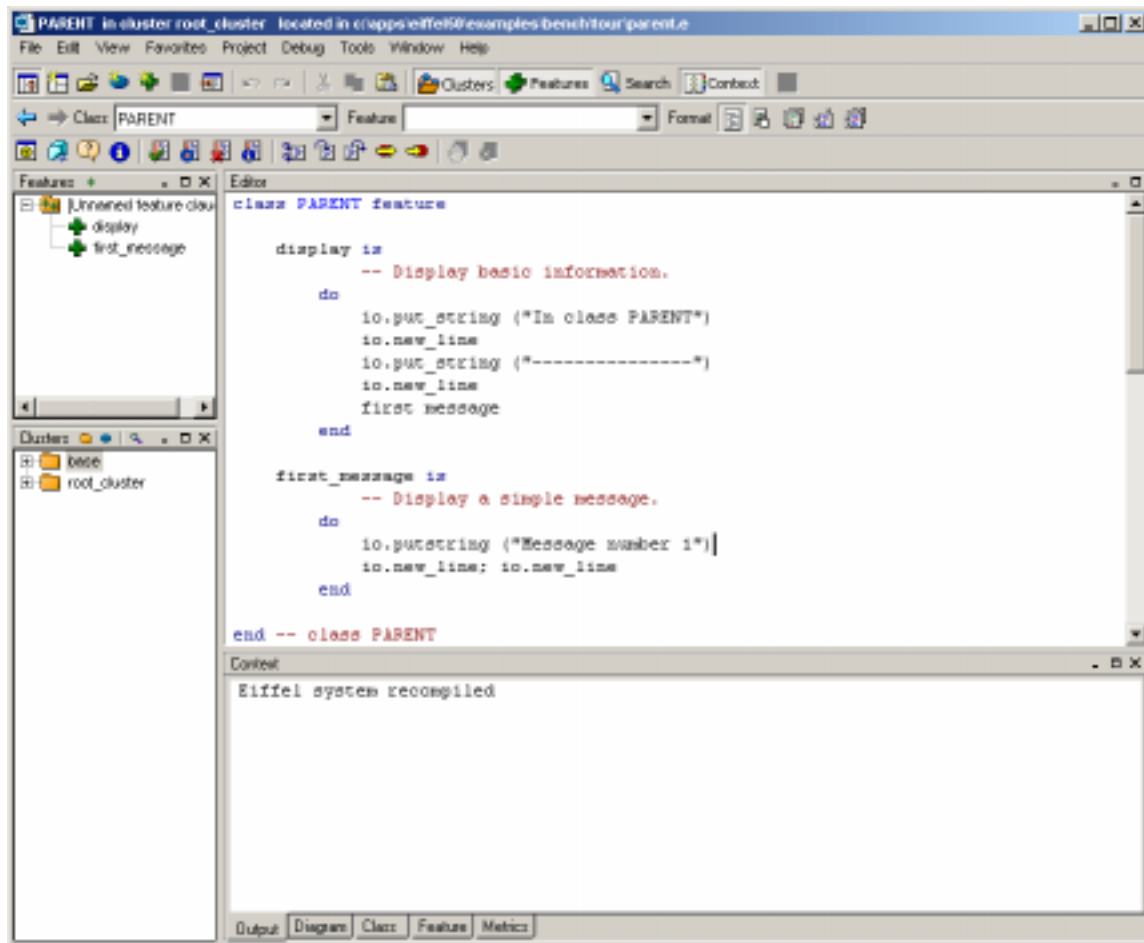 PARENT in cluster root_cluster located in c:\apps\eiffel50\examples\bench\tour\parent.e
File Edit View Favorites Project Debug Tools Window Help
Clusters Features Search Context
Class PARENT Feature Format
Features
[Unnamed feature clau
display
first_message
Clusters
base
root_cluster
Editor
class PARENT feature
display is
-- Display basic information.
do
io.put_string ("In class PARENT")
io.new_line
io.put_string ("---------------")
io.new_line
first message
end
first_message is
-- Display a simple message.
do
io.putstring ("Message number 1")
io.new_line; io.new_line
end
end -- class PARENT
Context
Eiffel system recompiled
Output Diagram Class Feature Metrics